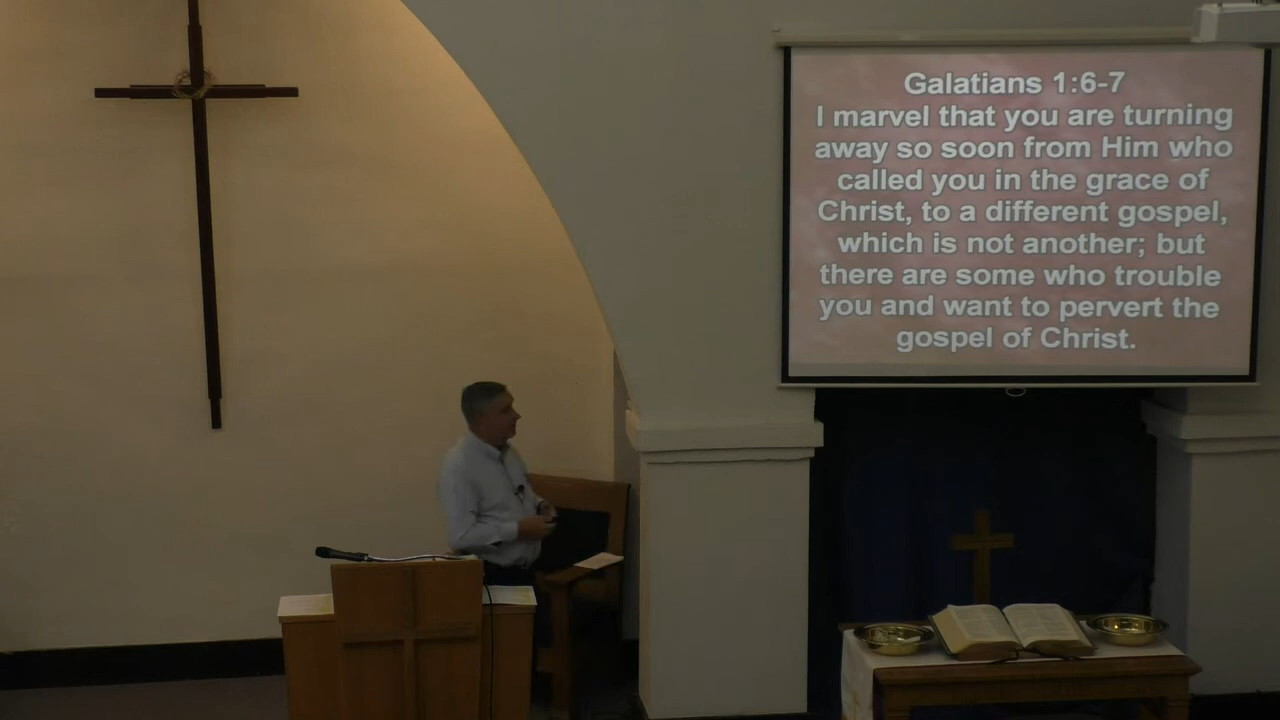 Galatians 1:6-7
I marvel that you are turning
away so soon from Him who
called you in the grace of
Christ, to a different gospel,
which is not another; but
there are some who trouble
you and want to pervert the
gospel of Christ.